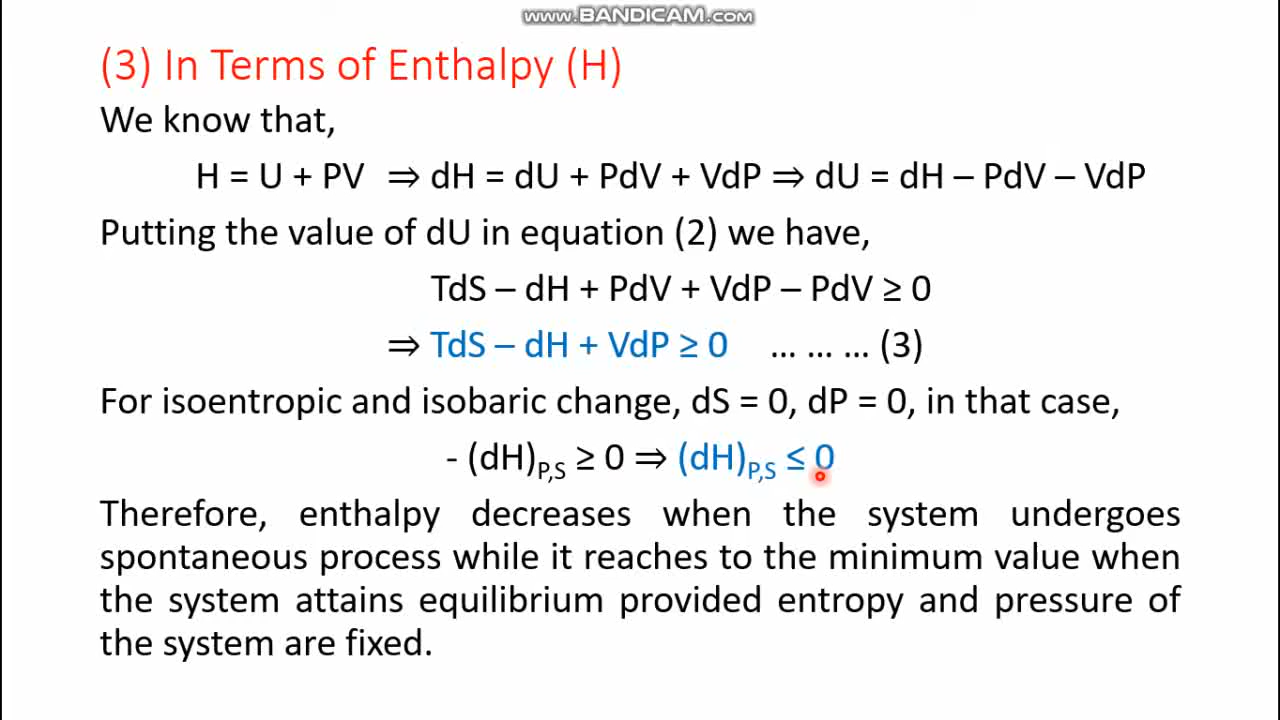 www.BANDICAM.com
(3) In Terms of Enthalpy (H)
We know that,
H = U + PV ⇒ dH = dU + PdV + VdP ⇒ dU = dH – PdV – VdP
Putting the value of dU in equation (2) we have,
TdS – dH + PdV + VdP – PdV ≥ 0
⇒ TdS – dH + VdP ≥ 0 ... ... ... (3)
For isoentropic and isobaric change, dS = 0, dP = 0, in that case,
- (dH)P,S ≥ 0 ⇒ (dH)P,S ≤ 0
Therefore, enthalpy decreases when the system undergoes
spontaneous process while it reaches to the minimum value when
the system attains equilibrium provided entropy and pressure of
the system are fixed.